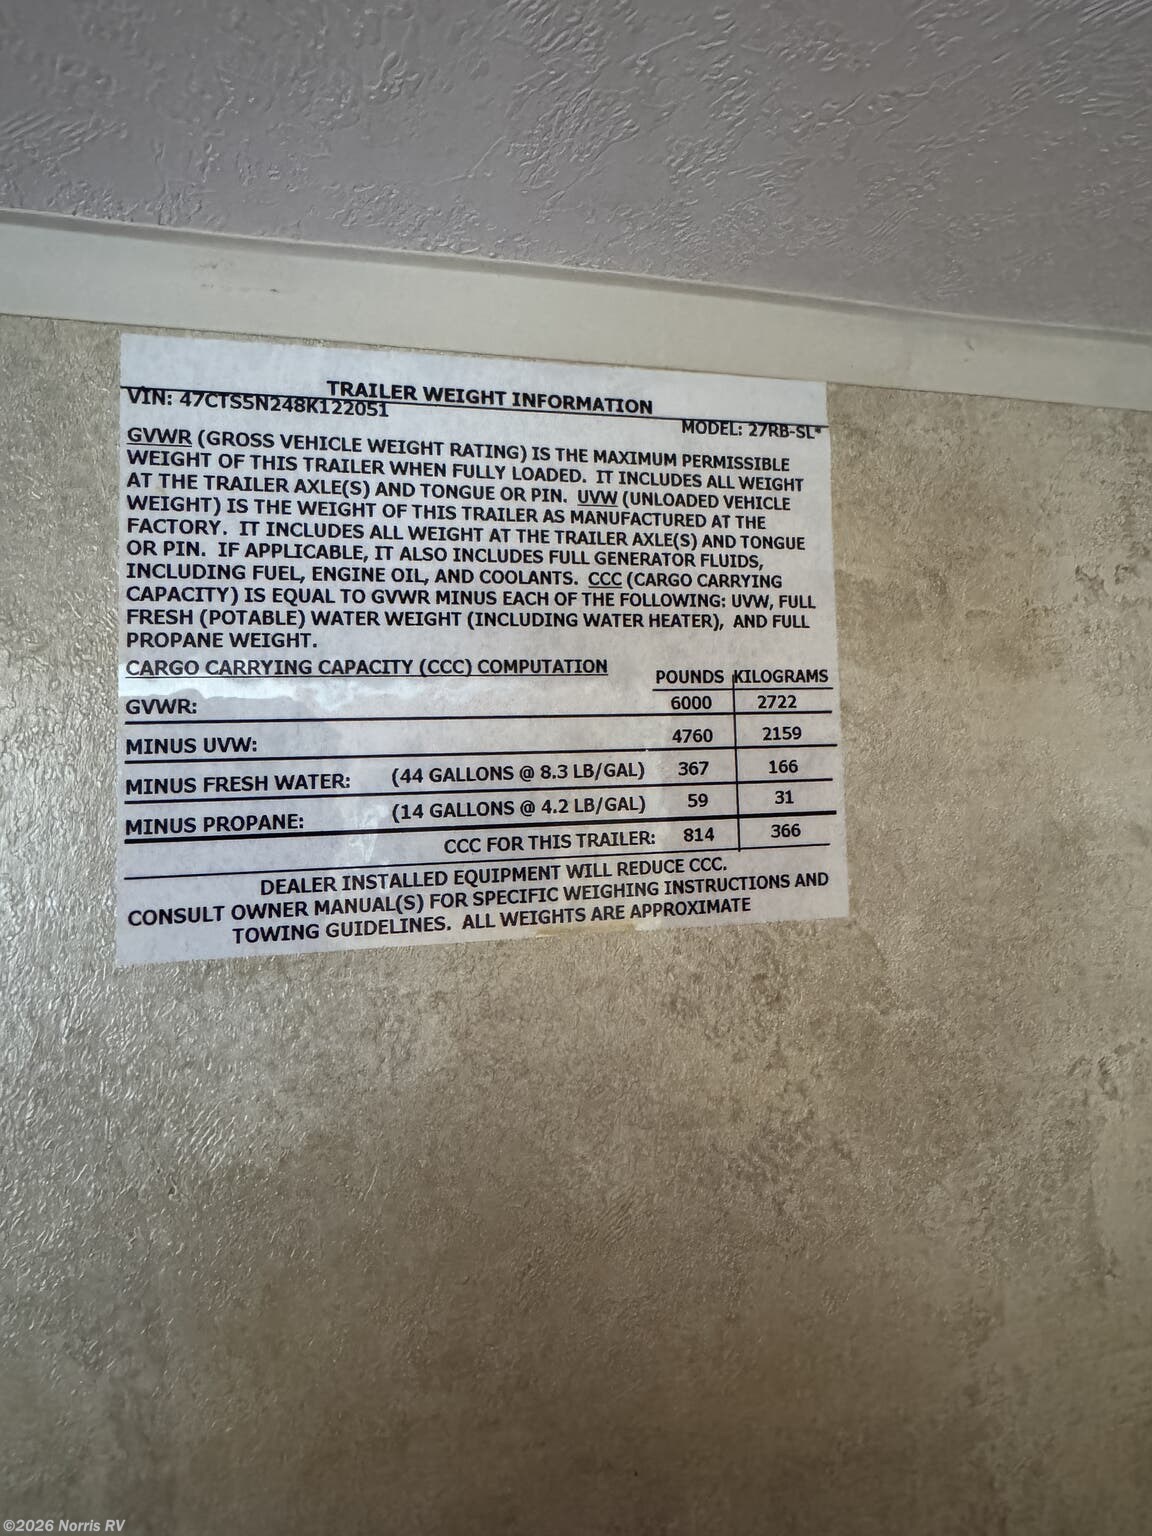 TRAILER WEIGHT INFORMATION
VIN: 47CTS5N248K122051
MODEL: 27RB-SL*
GVWR (GROSS VEHICLE WEIGHT RATING) IS THE MAXIMUM PERMISSIBLE
WEIGHT OF THIS TRAILER WHEN FULLY LOADED. IT INCLUDES ALL WEIGHT
AT THE TRAILER AXLE(S) AND TONGUE OR PIN. UVW (UNLOADED VEHICLE
WEIGHT) IS THE WEIGHT OF THIS TRAILER AS MANUFACTURED AT THE
FACTORY. IT INCLUDES ALL WEIGHT AT THE TRAILER AXLE(S) AND TONGUE
OR PIN. IF APPLICABLE, IT ALSO INCLUDES FULL GENERATOR FLUIDS,
INCLUDING FUEL, ENGINE OIL, AND COOLANTS. CCC (CARGO CARRYING
CAPACITY) IS EQUAL TO GVWR MINUS EACH OF THE FOLLOWING: UVW, FULL
FRESH (POTABLE) WATER WEIGHT (INCLUDING WATER HEATER), AND FULL
PROPANE WEIGHT.
CARGO CARRYING CAPACITY (CCC) COMPUTATION
POUNDS KILOGRAMS
GVWR: 6000 2722
MINUS UVW: 4760 2159
MINUS FRESH WATER: (44 GALLONS @ 8.3 LB/GAL) 367 166
MINUS PROPANE: (14 GALLONS @ 4.2 LB/GAL) 59 31
CCC FOR THIS TRAILER: 814 366
DEALER INSTALLED EQUIPMENT WILL REDUCE CCC.
CONSULT OWNER MANUAL(S) FOR SPECIFIC WEIGHING INSTRUCTIONS AND
TOWING GUIDELINES. ALL WEIGHTS ARE APPROXIMATE
©2026 Norris RV